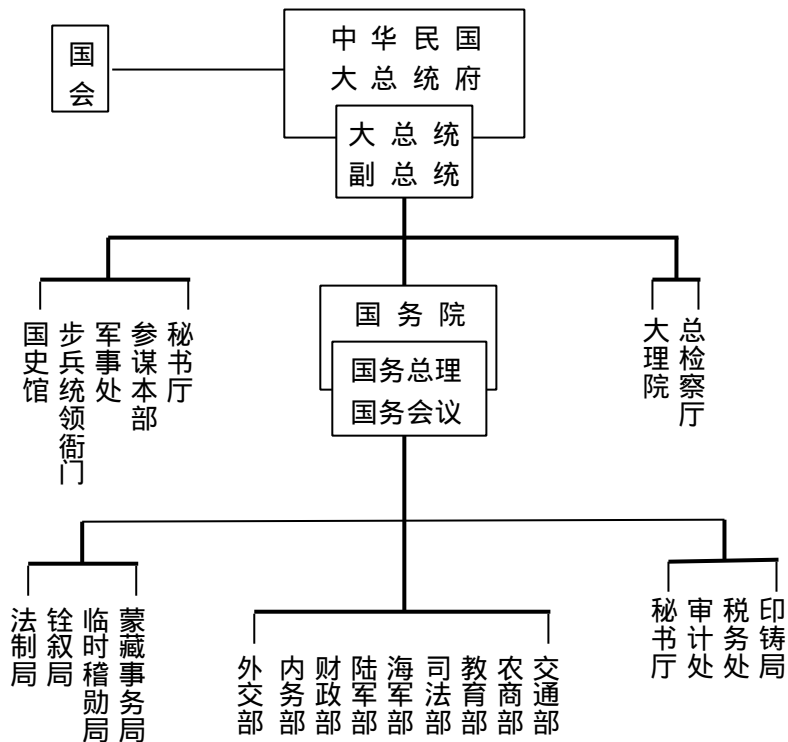 国会
中华民国
大总统府
大总统
副总统
国史馆
步兵统领衙门
军事处
参谋本部
秘书厅
国务院
国务总理
国务会议
大理院
总检察厅
法制局
铨叙局
临时稽勋局
蒙藏事务局
外交部
内务部
财政部
陆军部
海军部
司法部
教育部
农商部
交通部
秘书厅
审计处
税务处
印铸局